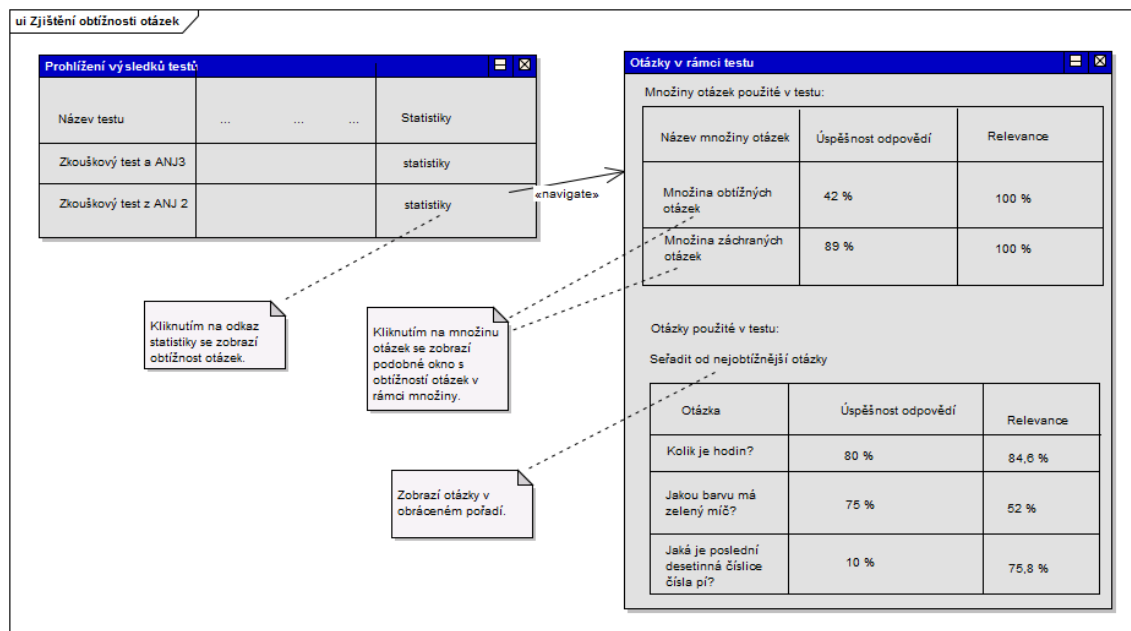 ui Zjištění obtížnosti otázek
Prohlížení výsledků testů
Název testu ... ... ... Statistiky
Zkouškový test a ANJ3 statistiky
Zkouškový test z ANJ 2 statistiky
«navigate»
Kliknutím na odkaz
statistiky se zobrazí
obtížnost otázek.
Kliknutím na množinu
otázek se zobrazí
podobné okno s
obtížností otázek v
rámci množiny.
Zobrazí otázky v
obráceném pořadí.
Otázky v rámci testu
Množiny otázek použité v testu:
Název množiny otázek Úspěšnost odpovědí Relevance
Množina obtížných
otázek 42 % 100 %
Množina záchraných
otázek 89 % 100 %
Otázky použité v testu:
Seřadit od nejobtížnější otázky
Otázka Úspěšnost odpovědí Relevance
Kolik je hodin? 80 % 84,6 %
Jakou barvu má
zelený míč? 75 % 52 %
Jaká je poslední
desetinná číslice
čísla pí? 10 % 75,8 %